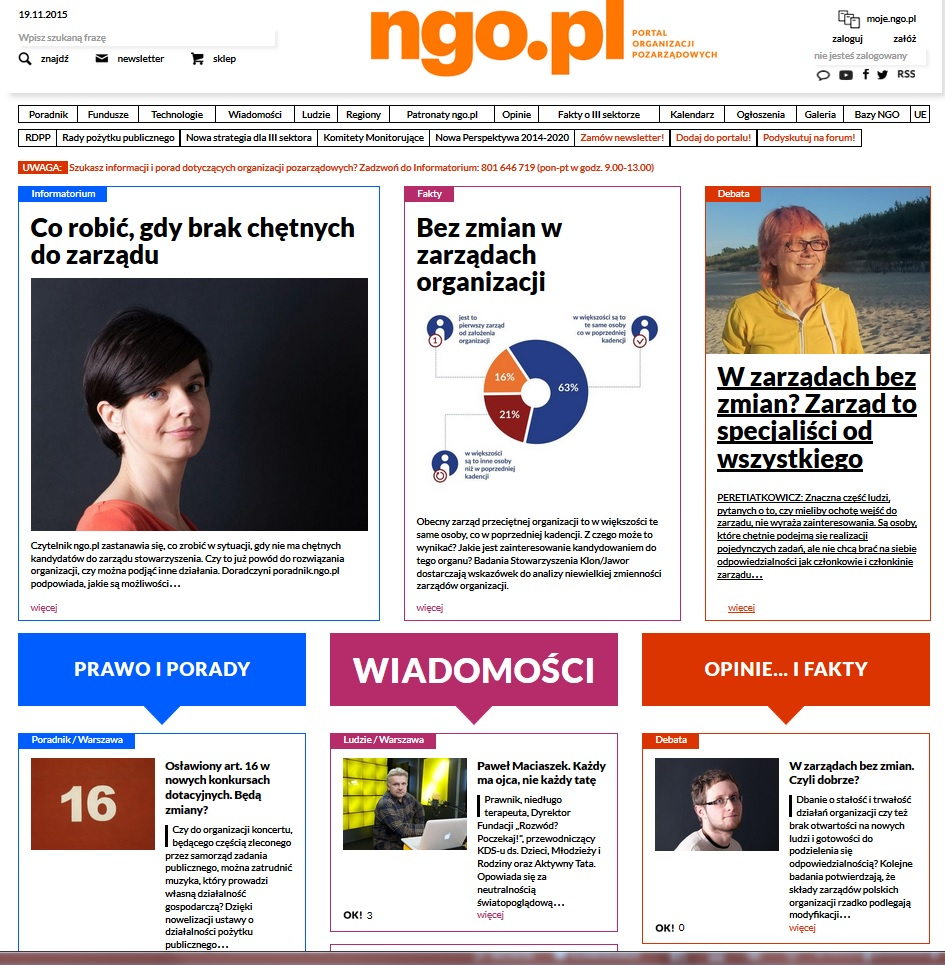 19.11.2015
Wpisz szukaną frazę
znajdź newsletter sklep
ngo.pl
PORTAL
ORGANIZACJI
POZARZĄDOWYCH
moje.ngo.pl
zaloguj załóż
nie jesteś zalogowany
RSS
Poradnik Fundusze Technologie Wiadomości Ludzie Regiony Patronaty ngo.pl Opinie Fakty o III sektorze Kalendarz Ogłoszenia Galeria Bazy NGO UE
RDPP Rady pożytku publicznego Nowa strategia dla III sektora Komitety Monitorujące Nowa Perspektywa 2014-2020 Zamów newsletter! Dodaj do portalu! Podyskutuj na forum!
UWAGA: Szukasz informacji i porad dotyczących organizacji pozarządowych? Zadzwoń do Informatorium: 801 646 719 (pon-pt w godz. 9.00-13.00)
Informatorium
Co robić, gdy brak chętnych
do zarządu
Czytelnik ngo.pl zastanawia się, co zrobić w sytuacji, gdy nie ma chętnych
kandydatów do zarządu stowarzyszenia. Czy to już powód do rozwiązania
organizacji, czy można podjąć inne działania. Doradczyni poradnik.ngo.pl
podpowiada, jakie są możliwości...
więcej
Fakty
Bez zmian w
zarządach
organizacji
jest to
pierwszy zarząd
od założenia
organizacji
1
w większości są to
te same osoby
co w poprzedniej
kadencji
16%
63%
21%
w większości
są to inne osoby
niż w poprzedniej
kadencji
Obecny zarząd przeciętnej organizacji to w większości te
same osoby, co w poprzedniej kadencji. Z czego może to
wynikać? Jakie jest zainteresowanie kandydowaniem do
tego organu? Badania Stowarzyszenia Klon/Jawor
dostarczają wskazówek do analizy niewielkiej zmienności
zarządów organizacji.
więcej
Debata
W zarządach bez
zmian? Zarząd to
specjaliści od
wszystkiego
PERETIATKOWICZ: Znaczna część ludzi,
pytanych o to, czy mieliby ochotę wejść do
zarządu, nie wyraża zainteresowania. Są osoby,
które chętnie podejmą się realizacji
pojedynczych zadań, ale nie chcą brać na siebie
odpowiedzialności jak członkowie i członkinie
zarządu...
więcej
PRAWO I PORADY
WIADOMOŚCI
OPINIE... I FAKTY
Poradnik / Warszawa
16
Osławiony art. 16 w
nowych konkursach
dotacyjnych. Będą
zmiany?
Czy do organizacji koncertu,
będącego częścią zleconego
przez samorząd zadania
publicznego, można zatrudnić
muzyka, który prowadzi
własną działalność
gospodarczą? Dzięki
nowelizacji ustawy o
działalności pożytku
publicznego...
Ludzie / Warszawa
Paweł Maciaszek. Każdy
ma ojca, nie każdy tatę
Prawnik, niedługo
terapeuta, Dyrektor
Fundacji „Rozwód?
Poczekaj!”, przewodniczący
KDS-u ds. Dzieci, Młodzieży i
Rodziny oraz Aktywny Tata.
Opowiada się za
neutralnością
światopoglądową...
więcej
OK! 3
Debata
W zarządach bez zmian.
Czyli dobrze?
Dbanie o stałość i trwałość
działań organizacji czy też
brak otwartości na nowych
ludzi i gotowości do
podzielenia się
odpowiedzialnością? Kolejne
badania potwierdzają, że
składy zarządów polskich
organizacji rzadko podlegają
modyfikacji...
więcej
OK! 0